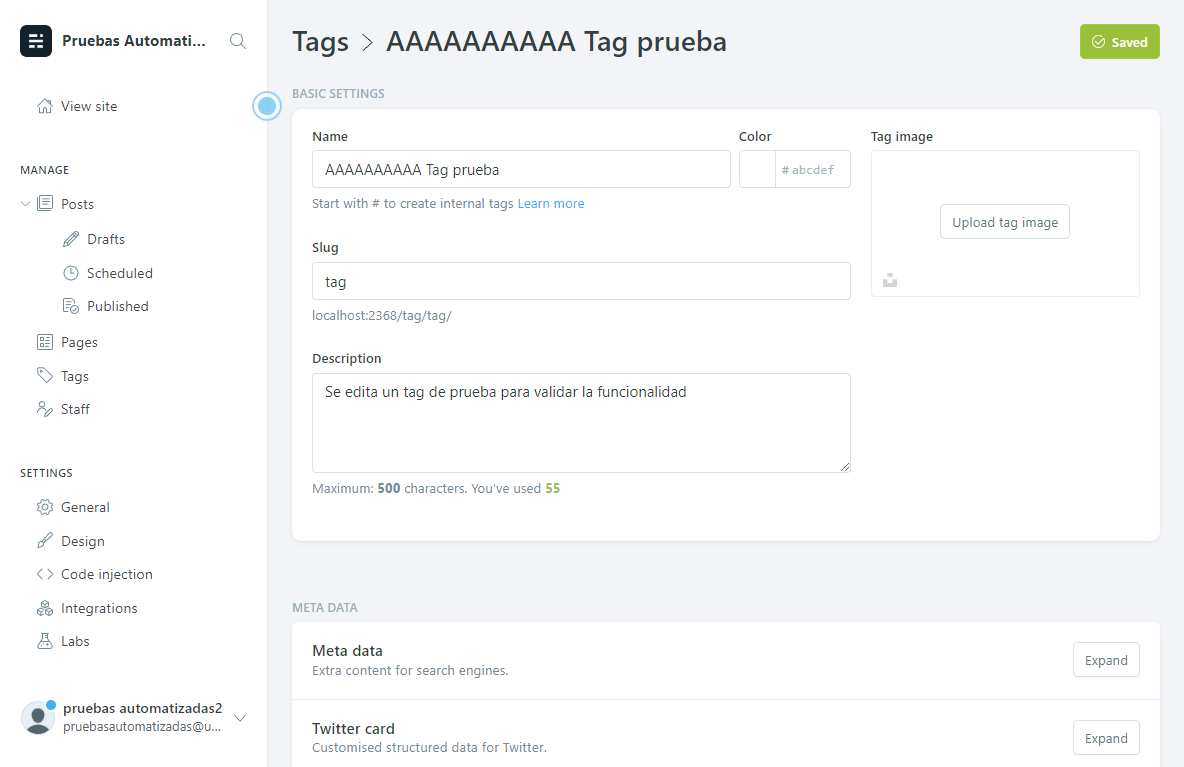 Pruebas Automati...
View site
MANAGE
Posts
Drafts
Scheduled
Published
Pages
Tags
Staff
SETTINGS
General
Design
Code injection
Integrations
Labs
pruebas automatizadas2
pruebasautomatizadas@u...
Tags > AAAAAAAAAA Tag prueba
Saved
BASIC SETTINGS
Name
AAAAAAAAAA Tag prueba
Start with # to create internal tags Learn more
Color
# abcdef
Tag image
Upload tag image
Slug
tag
localhost:2368/tag/tag/
Description
Se edita un tag de prueba para validar la funcionalidad
Maximum: 500 characters. You've used 55
META DATA
Meta data
Extra content for search engines.
Expand
Twitter card
Customised structured data for Twitter.
Expand